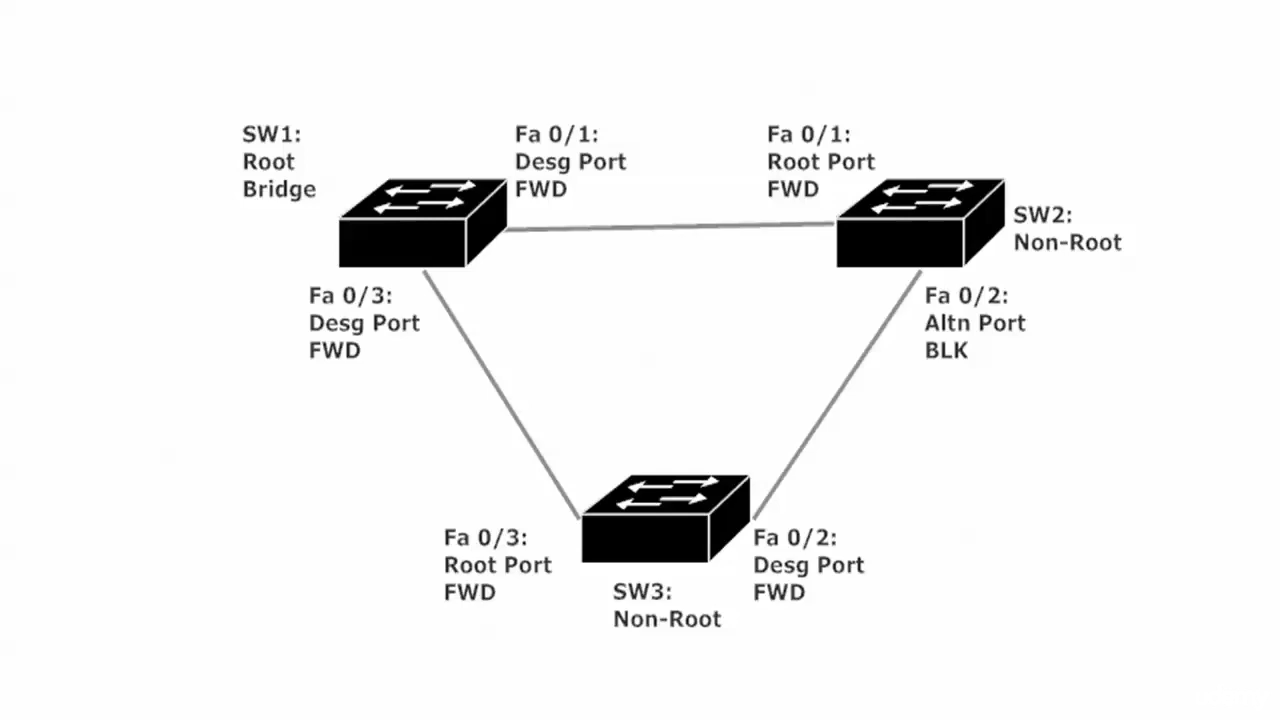 SW1:
Root
Bridge
Fa 0/1:
Desg Port
FWD
Fa 0/1:
Root Port
FWD
SW2:
Non-Root
Fa 0/3:
Desg Port
FWD
Fa 0/2:
Altn Port
BLK
Fa 0/3:
Root Port
FWD
SW3:
Non-Root
Fa 0/2:
Desg Port
FWD